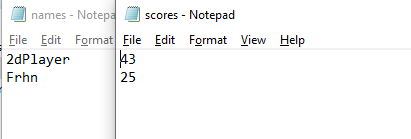 names - Notepad
File Edit Format
2dPlayer
Frhn
scores - Notepad
File Edit Format View Help
43
25